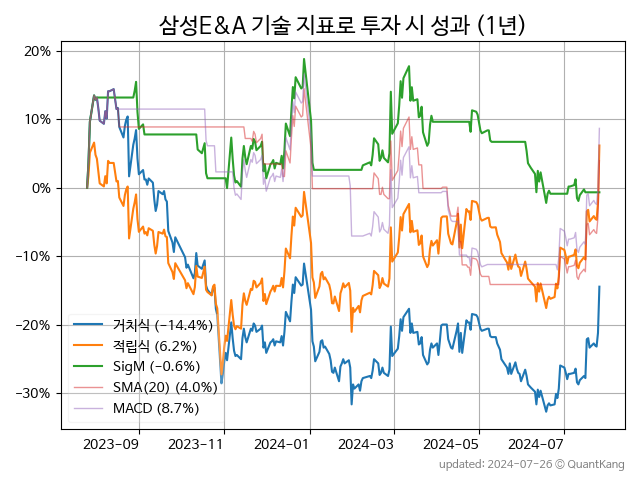 삼성E&A 기술 지표로 투자 시 성과 (1년)
20%
10%
0%
−10%
−20%
−30%
거치식 (−14.4%)
적립식 (6.2%)
SigM (−0.6%)
SMA(20) (4.0%)
MACD (8.7%)
2023−09
2023−11
2024−01
2024−03
2024−05
2024−07
updated: 2024−07−26 © QuantKang